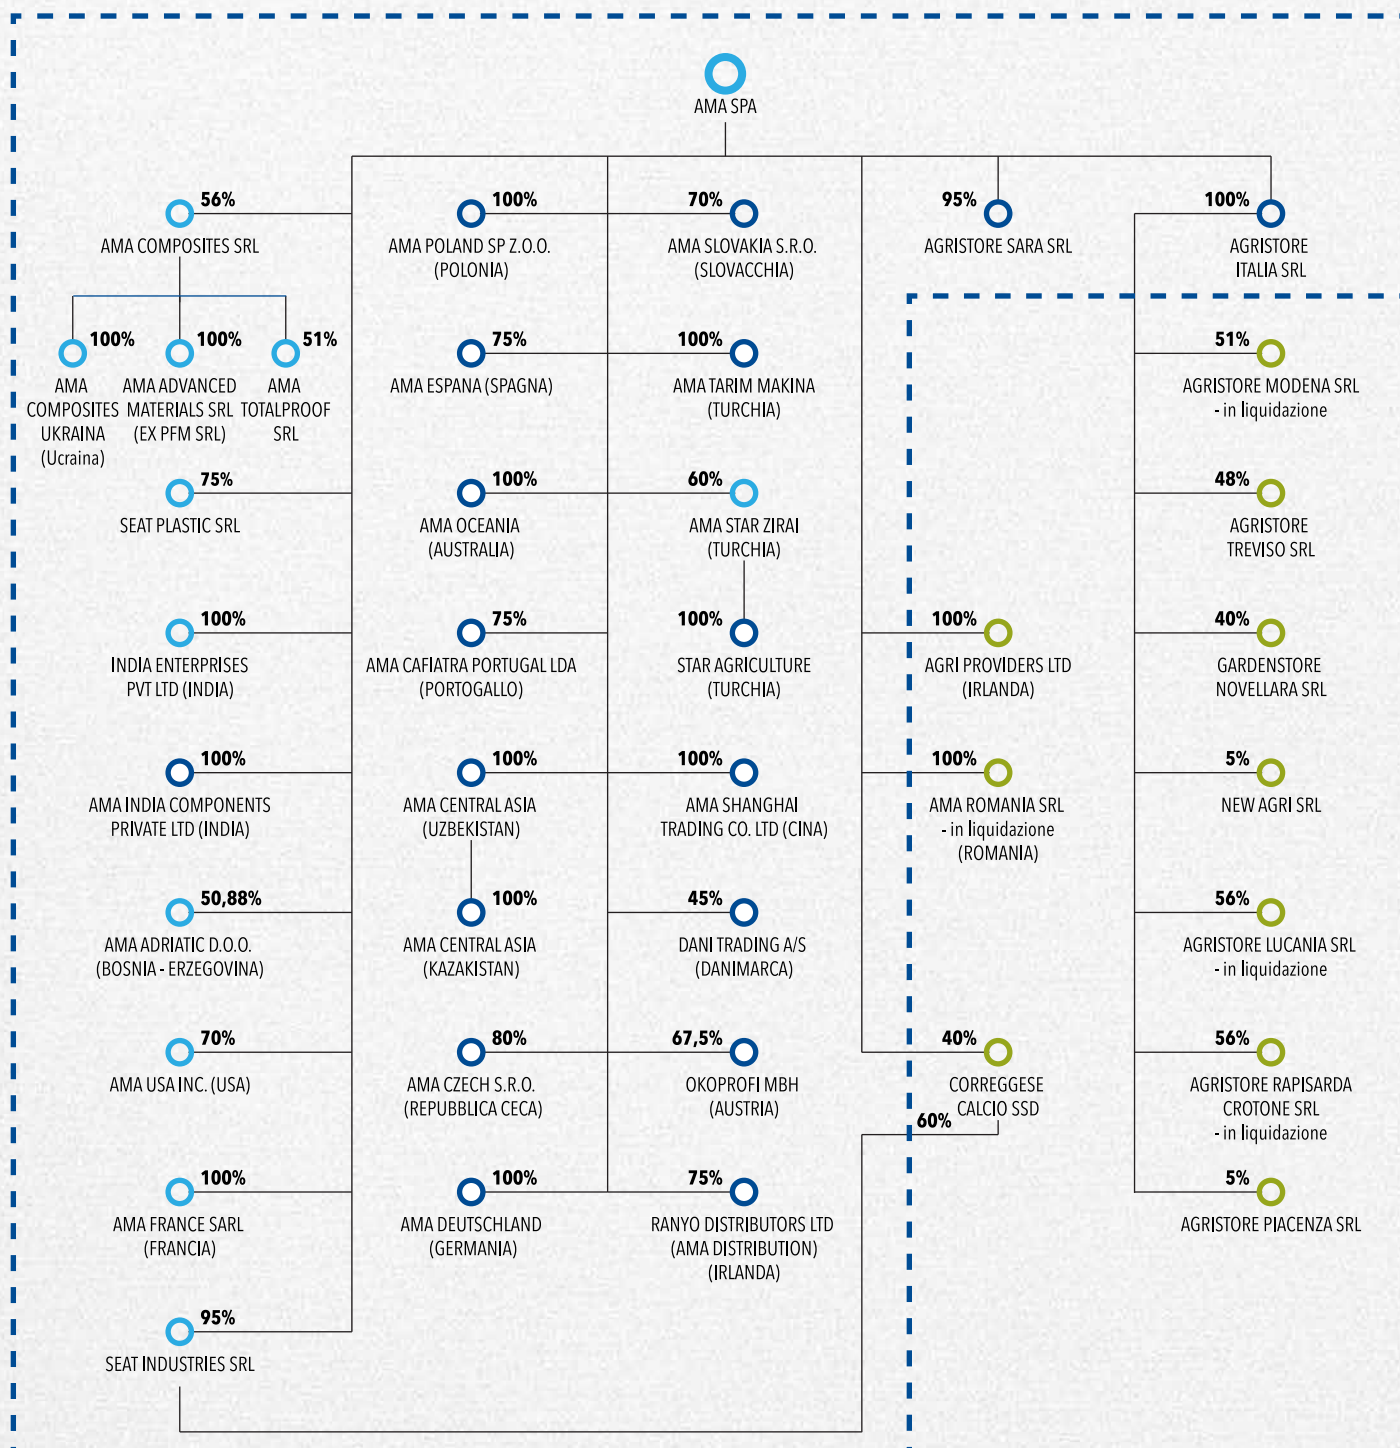 AMA SPA
56%
AMA COMPOSITES SRL
100%
AMA POLAND SP Z.O.O.
(POLONIA)
70%
AMA SLOVAKIA S.R.O.
(SLOVACCHIA)
95%
AGRISTORE SARA SRL
100%
AGRISTORE
ITALIA SRL
100%
AMA
COMPOSITES
UKRAINA
(Ucraina)
100%
AMA ADVANCED
MATERIALS SRL
(EX PFM SRL)
51%
AMA
TOTALPROOF
SRL
75%
AMA ESPANA (SPAGNA)
100%
AMA TARIM MAKINA
(TURCHIA)
51%
AGRISTORE MODENA SRL
- in liquidazione
75%
SEAT PLASTIC SRL
100%
AMA OCEANIA
(AUSTRALIA)
60%
AMA STAR ZIRAI
(TURCHIA)
48%
AGRISTORE
TREVISO SRL
100%
INDIA ENTERPRISES
PVT LTD (INDIA)
75%
AMA CAFIATRA PORTUGAL LDA
(PORTOGALLO)
100%
STAR AGRICULTURE
(TURCHIA)
100%
AGRI PROVIDERS LTD
(IRLANDA)
40%
GARDENSTORE
NOVELLARA SRL
100%
AMA INDIA COMPONENTS
PRIVATE LTD (INDIA)
100%
AMA CENTRAL ASIA
(UZBEKISTAN)
100%
AMA SHANGHAI
TRADING CO. LTD (CINA)
100%
AMA ROMANIA SRL
- in liquidazione
(ROMANIA)
5%
NEW AGRI SRL
50,88%
AMA ADRIATIC D.O.O.
(BOSNIA - ERZEGOVINA)
100%
AMA CENTRAL ASIA
(KAZAKISTAN)
45%
DANI TRADING A/S
(DANIMARCA)
56%
AGRISTORE LUCANIA SRL
- in liquidazione
70%
AMA USA INC. (USA)
80%
AMA CZECH S.R.O.
(REPUBBLICA CECA)
67,5%
OKOPROFI MBH
(AUSTRIA)
40%
CORREGGESE
CALCIO SSD
60%
56%
AGRISTORE RAPISARDA
CROTONE SRL
- in liquidazione
100%
AMA FRANCE SARL
(FRANCIA)
100%
AMA DEUTSCHLAND
(GERMANIA)
75%
RANYO DISTRIBUTORS LTD
(AMA DISTRIBUTION)
(IRLANDA)
5%
AGRISTORE PIACENZA SRL
95%
SEAT INDUSTRIES SRL